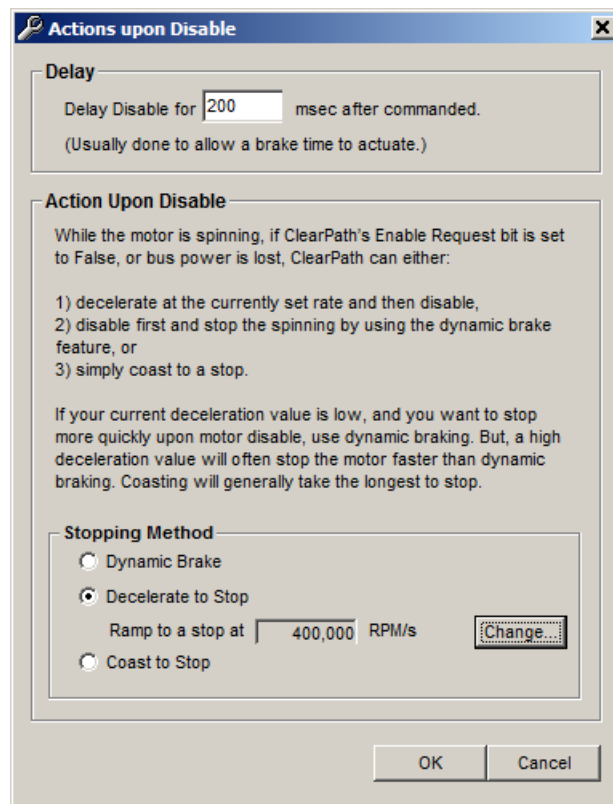 Actions upon Disable
Delay
Delay Disable for 200 msec after commanded.
(Usually done to allow a brake time to actuate.)
Action Upon Disable
While the motor is spinning, if ClearPath's Enable Request bit is set
to False, or bus power is lost, ClearPath can either:
1) decelerate at the currently set rate and then disable,
2) disable first and stop the spinning by using the dynamic brake
feature, or
3) simply coast to a stop.
If your current deceleration value is low, and you want to stop
more quickly upon motor disable, use dynamic braking. But, a high
deceleration value will often stop the motor faster than dynamic
braking. Coasting will generally take the longest to stop.
Stopping Method
Dynamic Brake
Decelerate to Stop
Ramp to a stop at 400,000 RPM/s Change...
Coast to Stop
OK Cancel